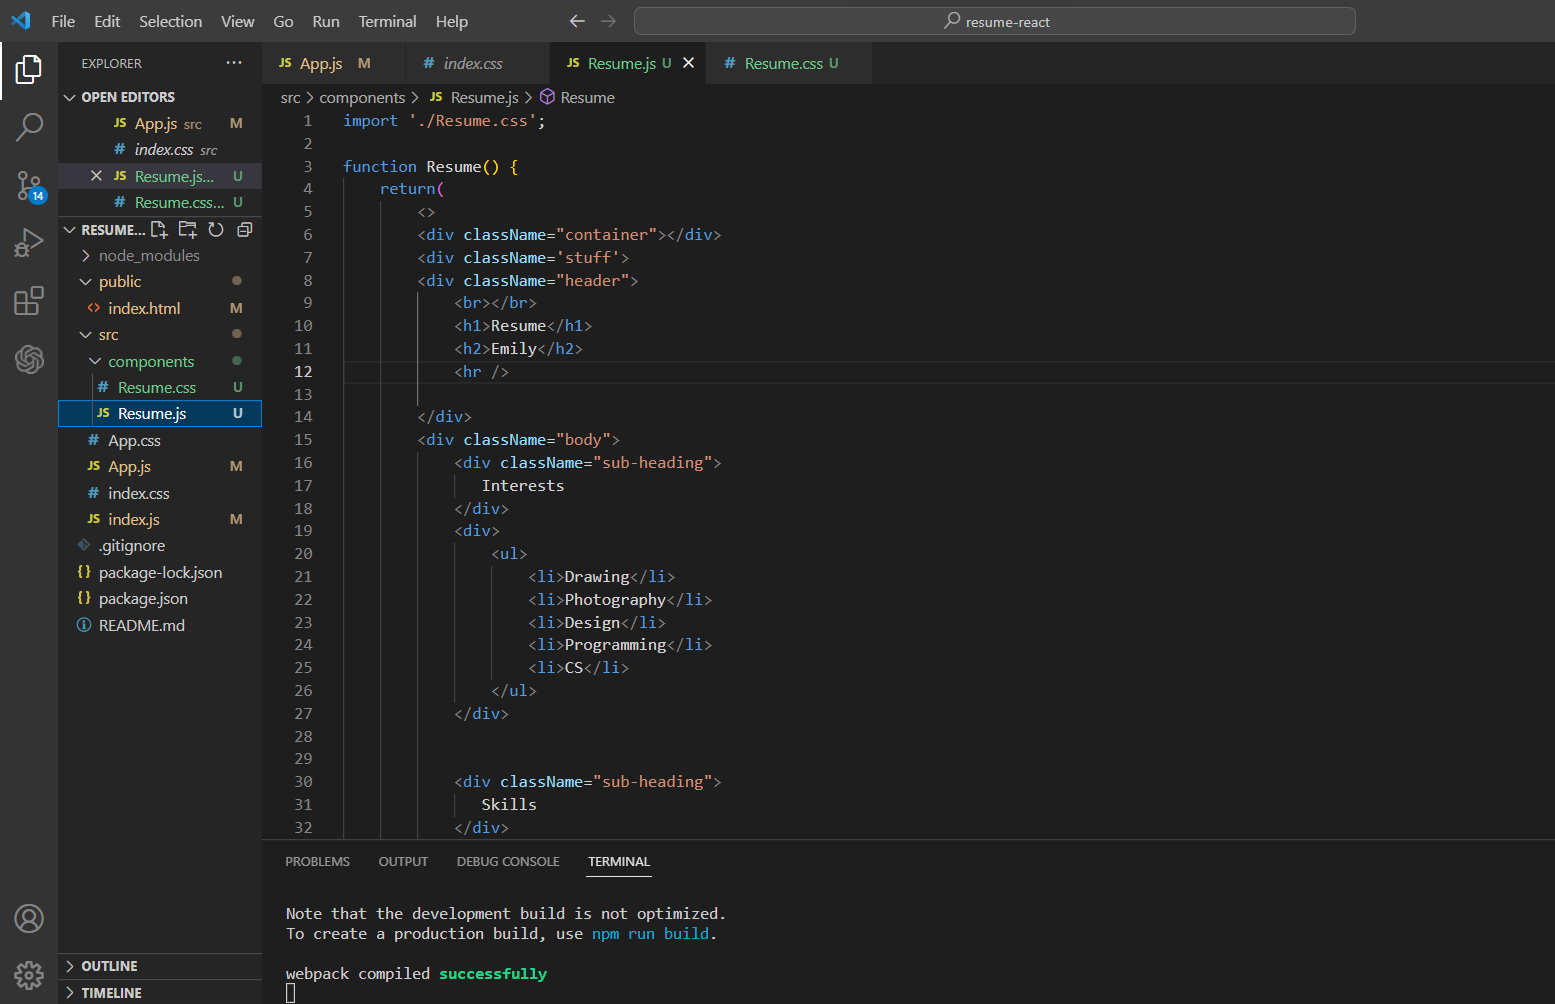 File Edit Selection View Go Run Terminal Help
resume-react
EXPLORER ···
OPEN EDITORS
JS App.js src M
# index.css src
JS Resume.js... U
# Resume.css... U
RESUME...
node_modules
public
<> index.html M
src
components
# Resume.css U
JS Resume.js U
# App.css
JS App.js M
# index.css
JS index.js M
.gitignore
{} package-lock.json
{} package.json
README.md
OUTLINE
TIMELINE
14
JS App.js M # index.css JS Resume.js U # Resume.css U
src > components > JS Resume.js > Resume
1 import './Resume.css';
2
3 function Resume() {
4 return(
5 <>
6 <div className="container"></div>
7 <div className='stuff'>
8 <div className="header">
9 <br></br>
10 <h1>Resume</h1>
11 <h2>Emily</h2>
12 <hr />
13
14 </div>
15 <div className="body">
16 <div className="sub-heading">
17 Interests
18 </div>
19 <div>
20 <ul>
21 <li>Drawing</li>
22 <li>Photography</li>
23 <li>Design</li>
24 <li>Programming</li>
25 <li>CS</li>
26 </ul>
27 </div>
28
29
30 <div className="sub-heading">
31 Skills
32 </div>
PROBLEMS OUTPUT DEBUG CONSOLE TERMINAL
Note that the development build is not optimized.
To create a production build, use npm run build.
webpack compiled successfully